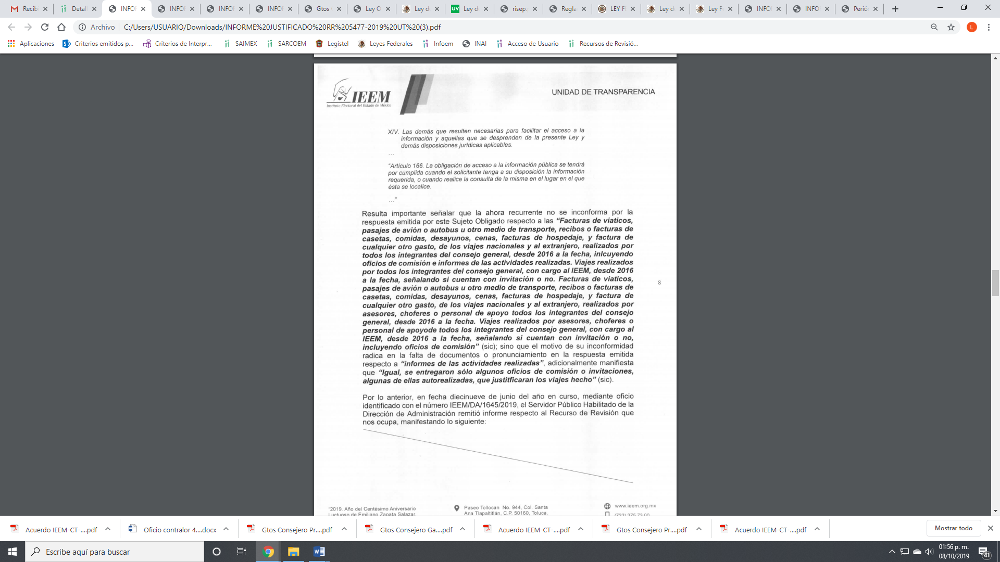 Recib
Detall
INFOR
INFOR
INFOR
INFOR
Gtos C
Ley O
Ley de
UV Ley de
risep.p
Regla
LEY FE
Ley de
Ley Fe
INFOR
INFOR
Perió
Archivo | C:/Users/USUARIO/Downloads/INFORME%20JUSTIFICADO%20RR%205477-2019%20UT%20(3).pdf
L
Aplicaciones
Criterios emitidos p...
Criterios de Interpr...
SAIMEX
SARCOEM
Legistel
Leyes Federales
Infoem
INAI
Acceso de Usuario
Recursos de Revisió...
IEEM
Instituto Electoral del Estado de México
UNIDAD DE TRANSPARENCIA
XIV. Las demás que resulten necesarias para facilitar el acceso a la
información y aquellas que se desprenden de la presente Ley y
demás disposiciones jurídicas aplicables.
...
“Artículo 166. La obligación de acceso a la información pública se tendrá
por cumplida cuando el solicitante tenga a su disposición la información
requerida, o cuando realice la consulta de la misma en el lugar en el que
ésta se localice.
...”
Resulta importante señalar que la ahora recurrente no se inconforma por la
respuesta emitida por este Sujeto Obligado respecto a las “Facturas de viaticos,
pasajes de avión o autobus u otro medio de transporte, recibos o facturas de
casetas, comidas, desayunos, cenas, facturas de hospedaje, y factura de
cualquier otro gasto, de los viajes nacionales y al extranjero, realizados por
todos los integrantes del consejo general, desde 2016 a la fecha, inlcuyendo
oficios de comisión e informes de las actividades realizadas. Viajes realizados
por todos los integrantes del consejo general, con cargo al IEEM, desde 2016
a la fecha, señalando si cuentan con invitación o no. Facturas de viaticos,
pasajes de avión o autobus u otro medio de transporte, recibos o facturas de
casetas, comidas, desayunos, cenas, facturas de hospedaje, y factura de
cualquier otro gasto, de los viajes nacionales y al extranjero, realizados por
asesores, choferes o personal de apoyo todos los integrantes del consejo
general, desde 2016 a la fecha. Viajes realizados por asesores, choferes o
personal de apoyode todos los integrantes del consejo general, con cargo al
IEEM, desde 2016 a la fecha, señalando si cuentan con invitación o no,
incluyendo oficios de comisión” (sic); sino que el motivo de su inconformidad
radica en la falta de documentos o pronunciamiento en la respuesta emitida
respecto a “informes de las actividades realizadas”, adicionalmente manifiesta
que “Igual, se entregaron sólo algunos oficios de comisión o invitaciones,
algunas de ellas autorealizadas, que justitficaran los viajes hecho” (sic).
8
Por lo anterior, en fecha diecinueve de junio del año en curso, mediante oficio
identificado con el número IEEM/DA/1645/2019, el Servidor Público Habilitado de la
Dirección de Administración remitió informe respecto al Recurso de Revisión que
nos ocupa, manifestando lo siguiente:
“2019. Año del Centésimo Aniversario
Luctuoso de Emiliano Zapata Salazar
Paseo Tollocan No. 944, Col. Santa
Ana Tlapaltitlán, C.P. 50160, Toluca,
www.ieem.org.mx
(722) 275 73 00
Acuerdo IEEM-CT-....pdf
Oficio contralor 4....docx
Gtos Consejero Pr....pdf
Gtos Consejero Ga....pdf
Acuerdo IEEM-CT-....pdf
Gtos Consejero Pr....pdf
Acuerdo IEEM-CT-....pdf
Mostrar todo
Escribe aquí para buscar
01:56 p. m.
08/10/2019
41